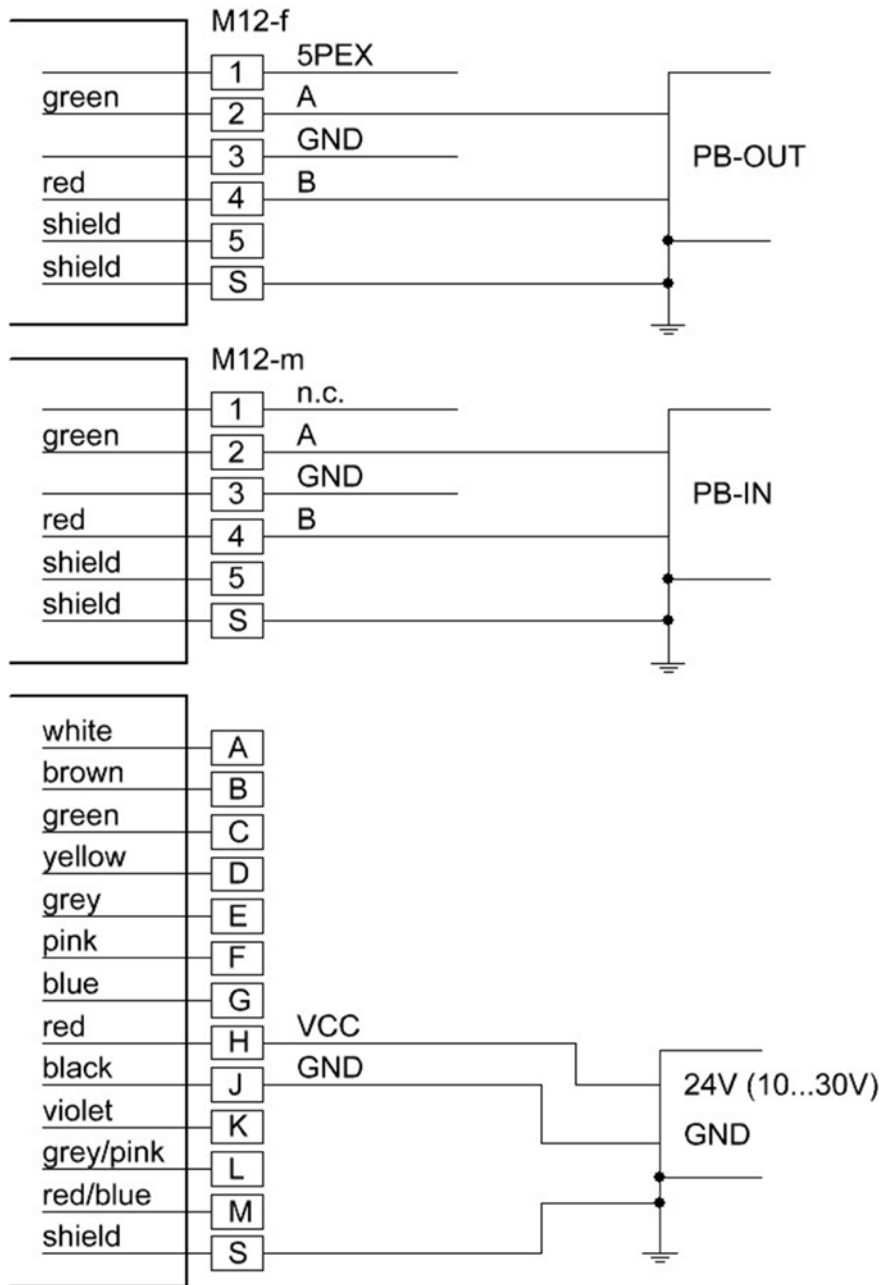 M12-f
1 5PEX
green 2 A PB-OUT
3 GND
red 4 B
shield 5
shield S
M12-m
1 n.c.
green 2 A PB-IN
3 GND
red 4 B
shield 5
shield S
white A
brown B
green C
yellow D
grey E
pink F
blue G
red H VCC 24V (10...30V)
black J GND GND
violet K
grey/pink L
red/blue M
shield S